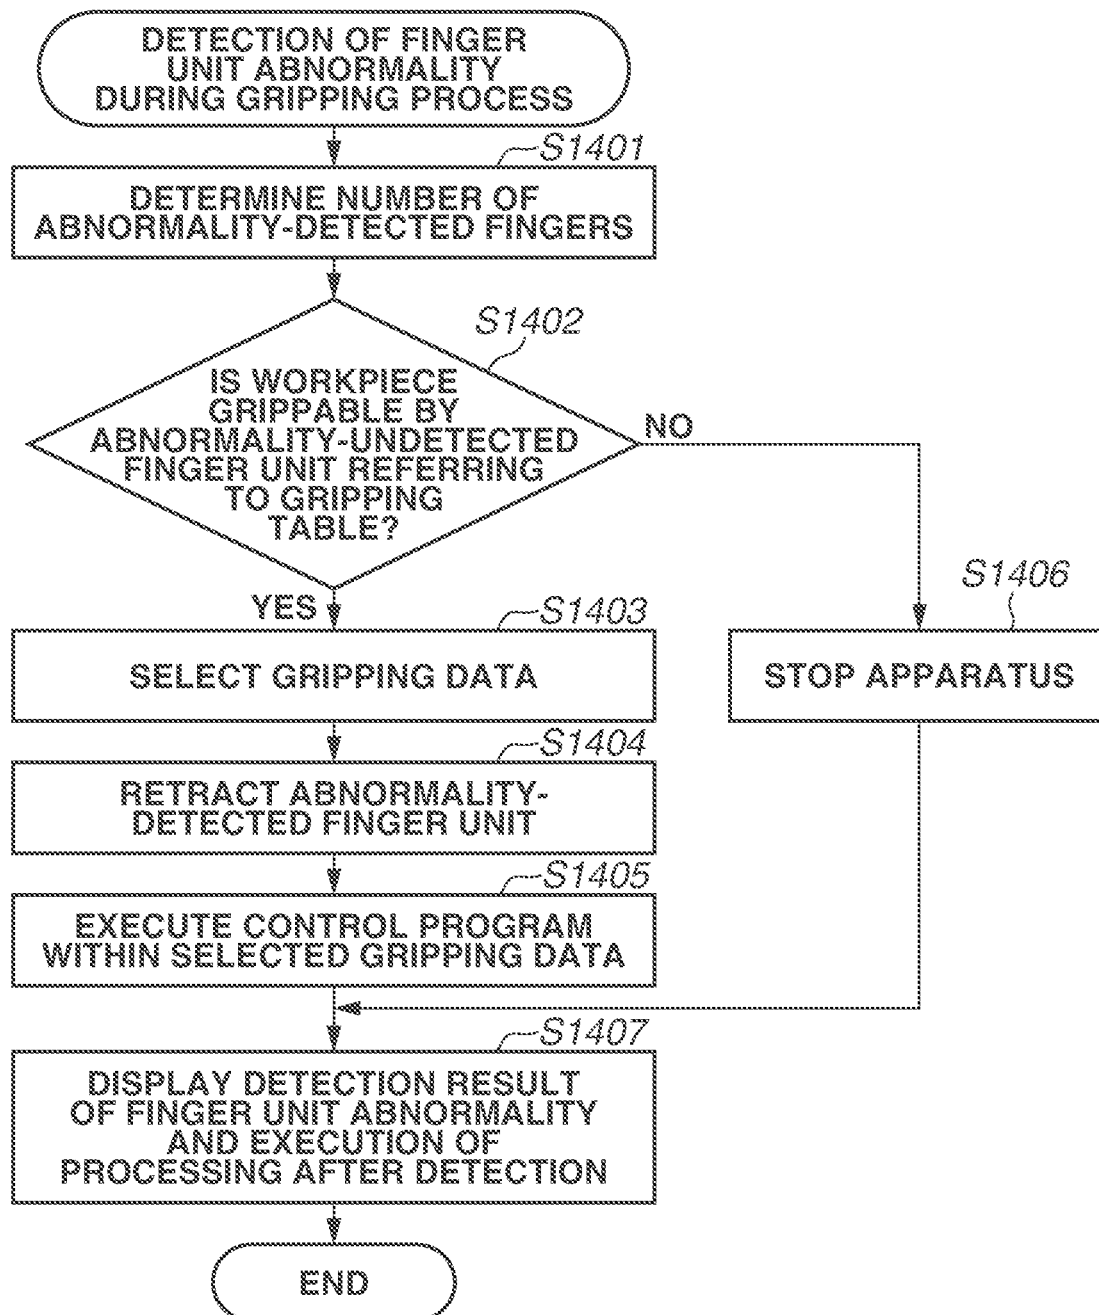 DETECTION OF FINGER
UNIT ABNORMALITY
DURING GRIPPING PROCESS
S1401
DETERMINE NUMBER OF
ABNORMALITY-DETECTED FINGERS
S1402
IS WORKPIECE
GRIPPABLE BY
ABNORMALITY-UNDETECTED
FINGER UNIT REFERRING
TO GRIPPING
TABLE?
NO
YES
S1403
SELECT GRIPPING DATA
S1406
STOP APPARATUS
S1404
RETRACT ABNORMALITY-
DETECTED FINGER UNIT
S1405
EXECUTE CONTROL PROGRAM
WITHIN SELECTED GRIPPING DATA
S1407
DISPLAY DETECTION RESULT
OF FINGER UNIT ABNORMALITY
AND EXECUTION OF
PROCESSING AFTER DETECTION
END